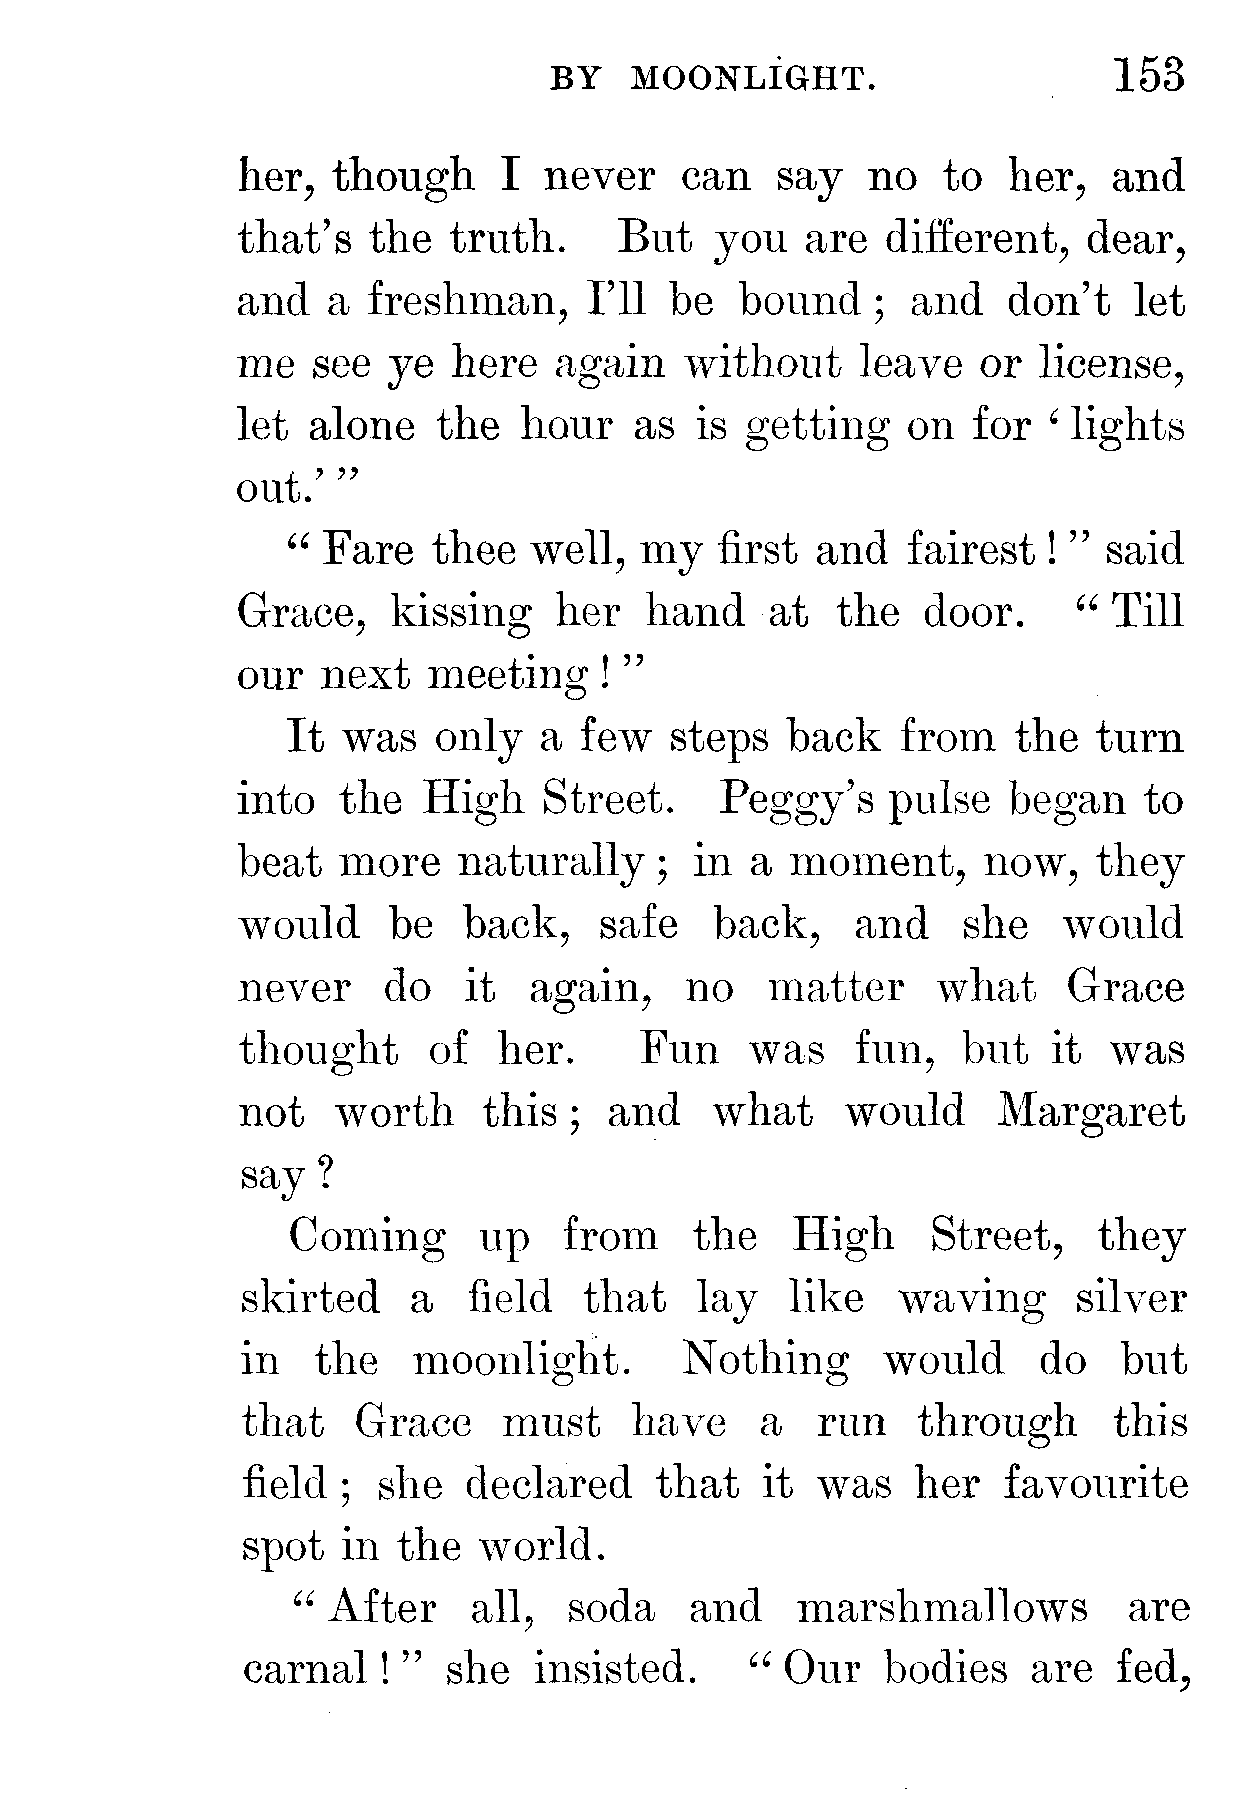 BY MOONLIGHT. 153
her, though I never can say no to her, and
that's the truth. But you are different, dear,
and a freshman, I'll be bound; and don't let
me see ye here again without leave or license,
let alone the hour as is getting on for 'lights
out.'"
"Fare thee well, my first and fairest!" said
Grace, kissing her hand at the door. "Till
our next meeting!"
It was only a few steps back from the turn
into the High Street. Peggy's pulse began to
beat more naturally; in a moment, now, they
would be back, safe back, and she would
never do it again, no matter what Grace
thought of her. Fun was fun, but it was
not worth this; and what would Margaret
say?
Coming up from the High Street, they
skirted a field that lay like waving silver
in the moonlight. Nothing would do but
that Grace must have a run through this
field; she declared that it was her favourite
spot in the world.
"After all, soda and marshmallows are
carnal!" she insisted. "Our bodies are fed,